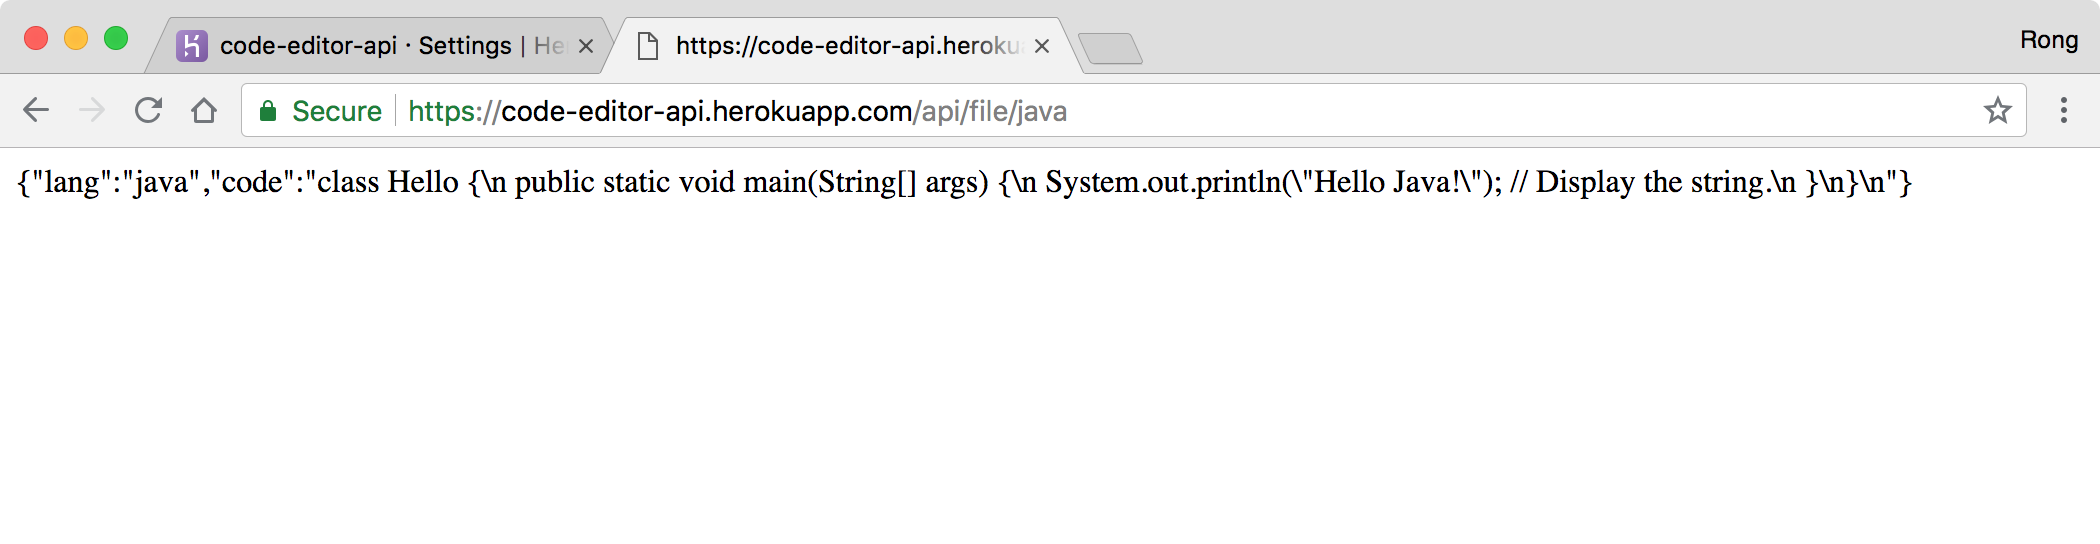 code-editor-api · Settings | He
https://code-editor-api.heroku
Rong
Secure
https://code-editor-api.herokuapp.com/api/file/java
{"lang":"java","code":"class Hello {\n public static void main(String[] args) {\n System.out.println(\"Hello Java!\"); // Display the string.\n }\n}\n"}